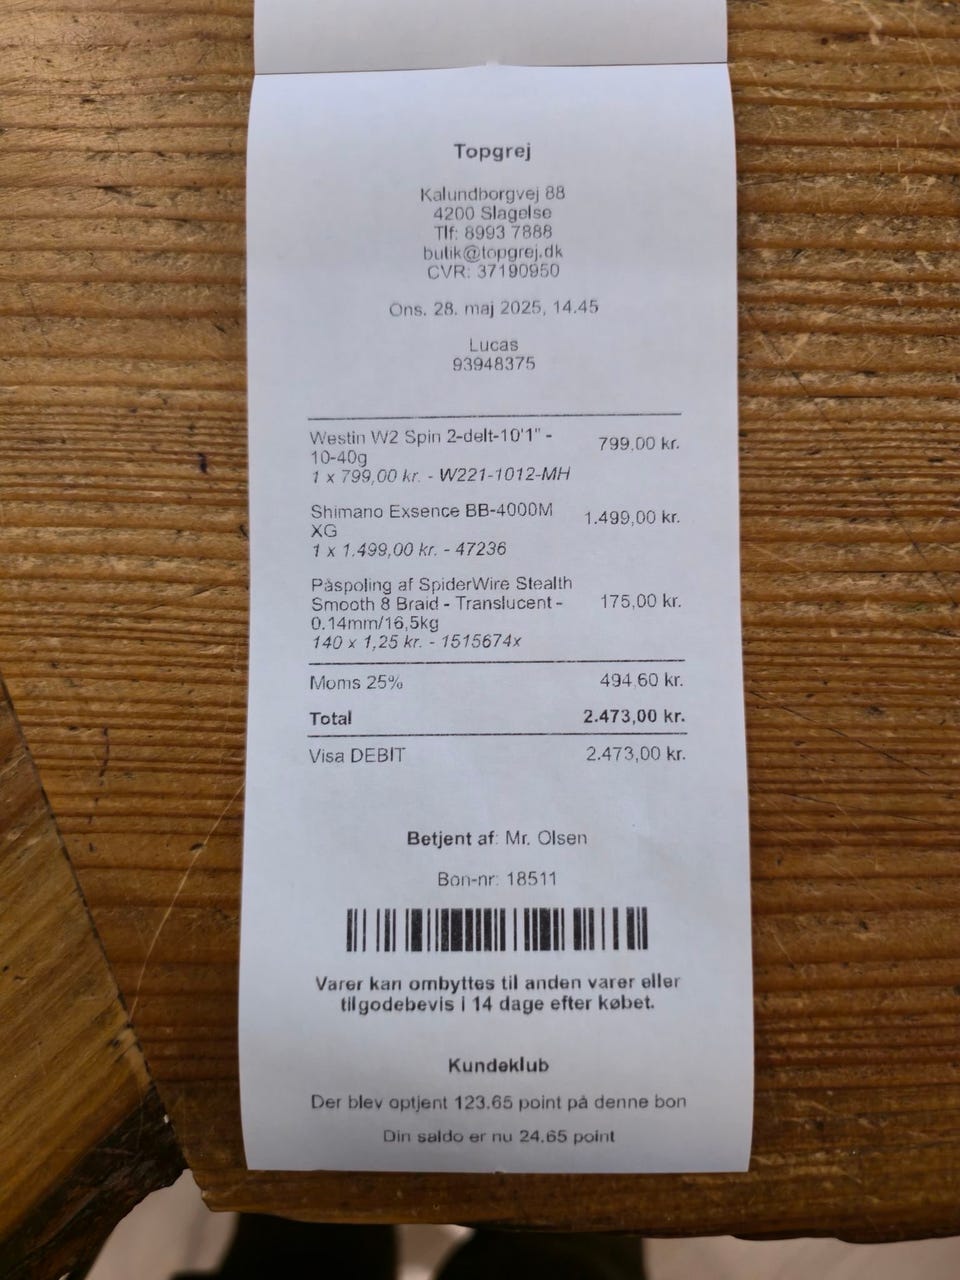 Topgrej
Kalundborgvej 88
4200 Slagelse
Tlf: 8993 7888
butik@topgrej.dk
CVR: 37190950
Ons. 28. maj 2025, 14.45
Lucas
93948375
Westin W2 Spin 2-delt-10'1" -
10-40g
799,00 kr.
1 x 799,00 kr. - W221-1012-MH
Shimano Exsence BB-4000M
XG
1.499,00 kr.
1 x 1.499,00 kr. - 47236
Påspoling af SpiderWire Stealth
Smooth 8 Braid - Translucent -
0.14mm/16,5kg
175,00 kr.
140 x 1,25 kr. - 1515674x
Moms 25% 494,60 kr.
Total 2.473,00 kr.
Visa DEBIT 2.473,00 kr.
Betjent af: Mr. Olsen
Bon-nr: 18511
Varer kan ombyttes til anden varer eller
tilgodebevis i 14 dage efter købet.
Kundeklub
Der blev optjent 123.65 point på denne bon
Din saldo er nu 24.65 point